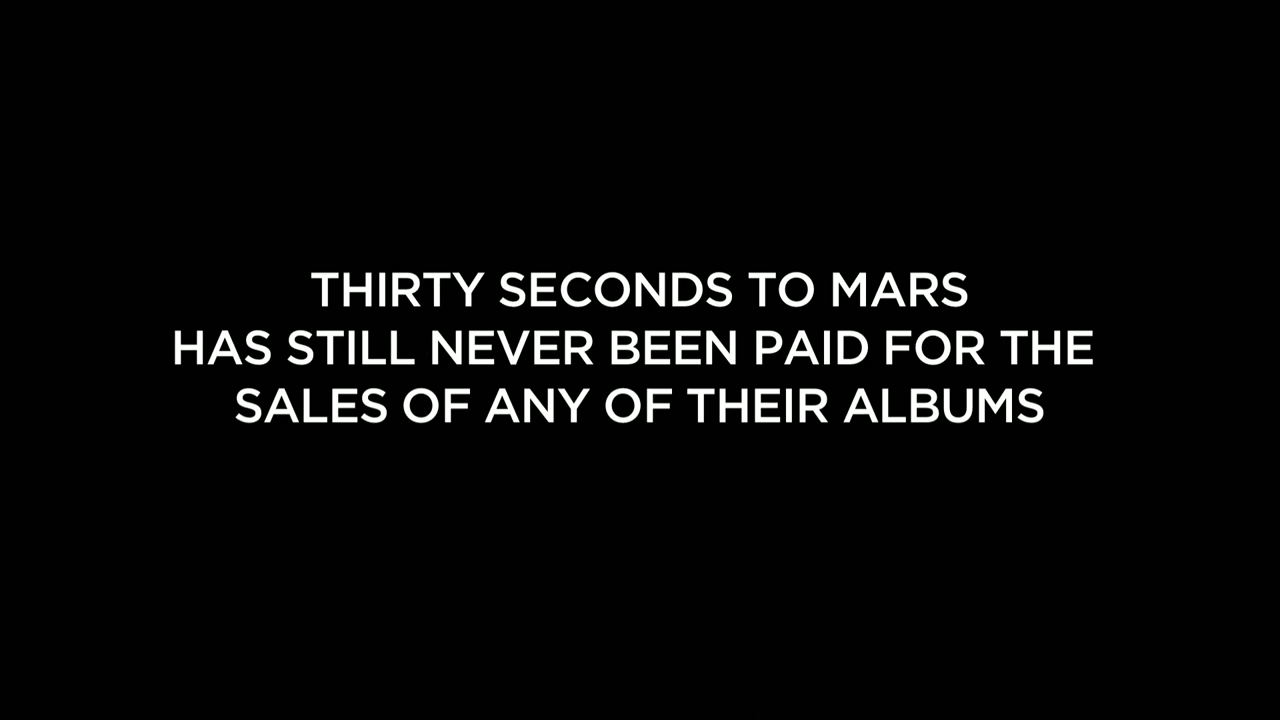 THIRTY SECONDS TO MARS
HAS STILL NEVER BEEN PAID FOR THE
SALES OF ANY OF THEIR ALBUMS